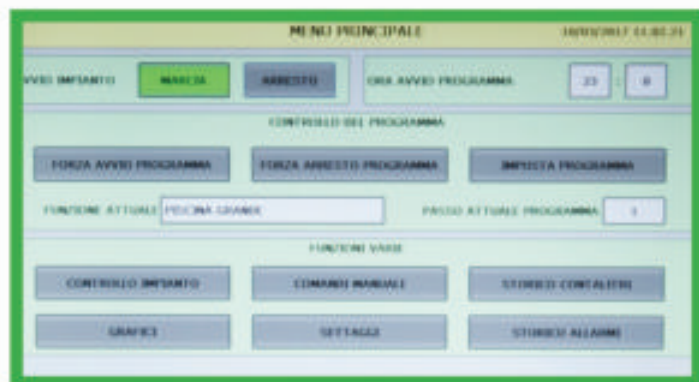 MENU PRINCIPALE
AVVIO IMPIANTO MARCIA ARRESTO ORA AVVIO PROGRAMMA 23 : 0
CONTROLLO DEL PROGRAMMA
FORZA AVVIO PROGRAMMA FORZA ARRESTO PROGRAMMA IMPOSTA PROGRAMMA
FUNZIONE ATTUALE PISCINA GRANDE PASSO ATTUALE PROGRAMMA 1
FUNZIONI VARIE
CONTROLLO IMPIANTO COMANDI MANUALI STORICO CONTALITRI
GRAFICI SETTAGGI STORICO ALLARMI